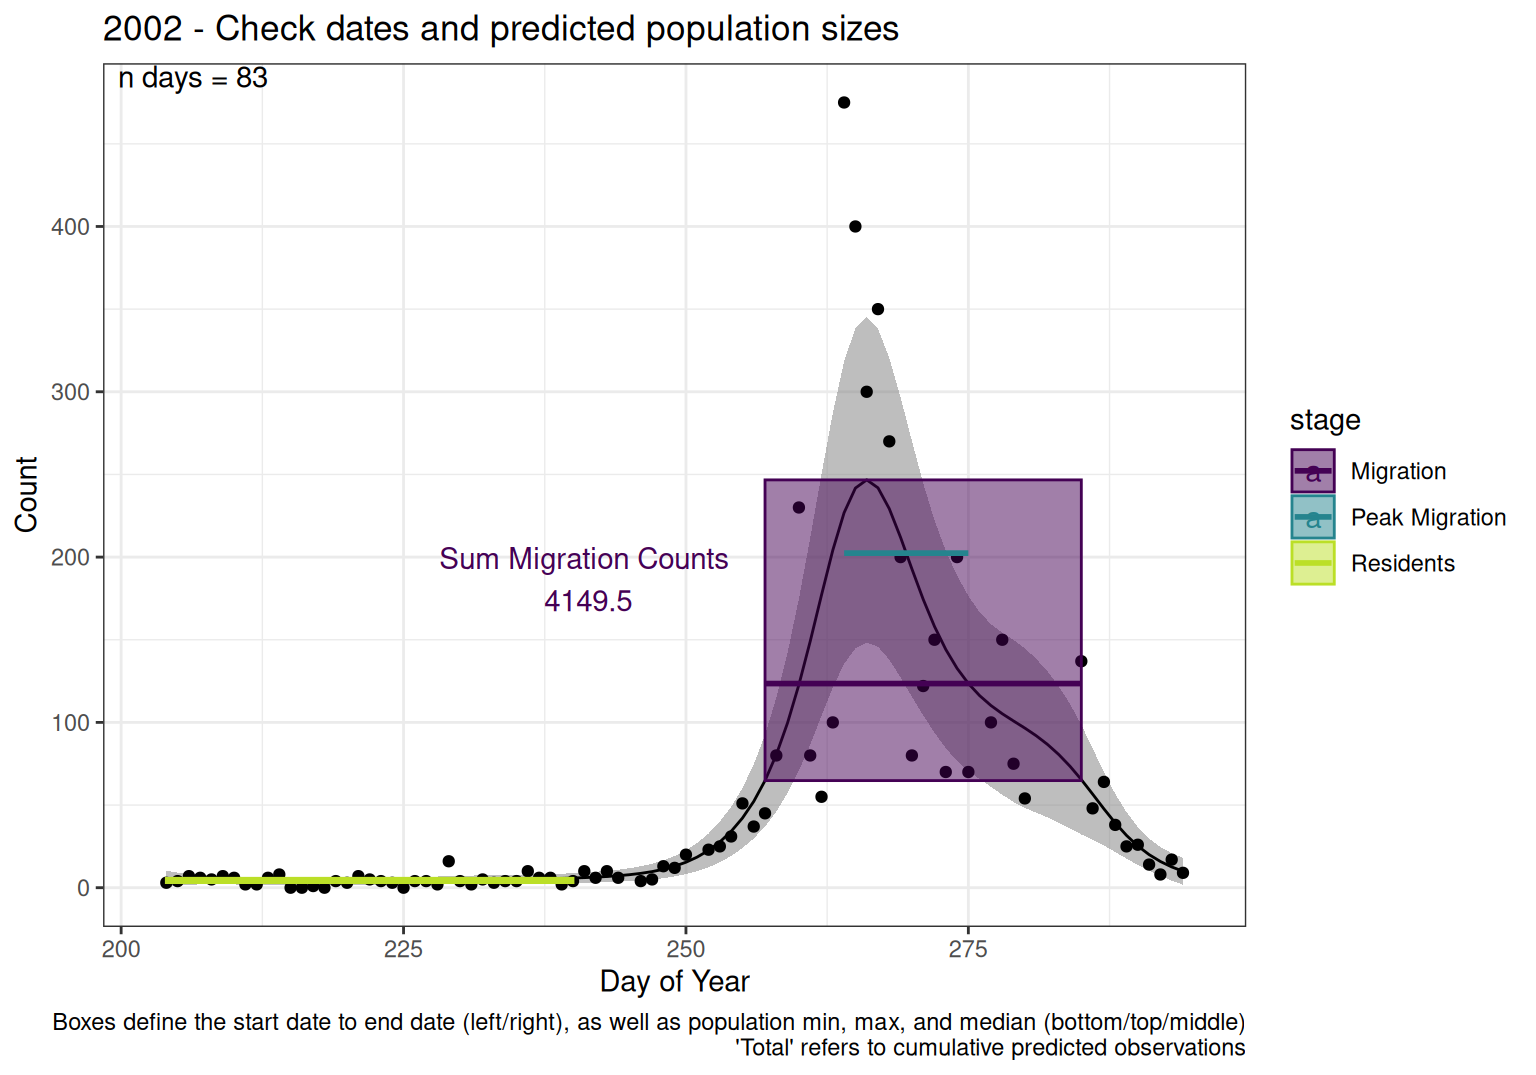 2002 - Check dates and predicted population sizes
n days = 83
400
300
200
100
0
Count
Sum Migration Counts
4149.5
200
225
250
275
Day of Year
stage
a Migration
a Peak Migration
Residents
Boxes define the start date to end date (left/right), as well as population min, max, and median (bottom/top/middle)
'Total' refers to cumulative predicted observations